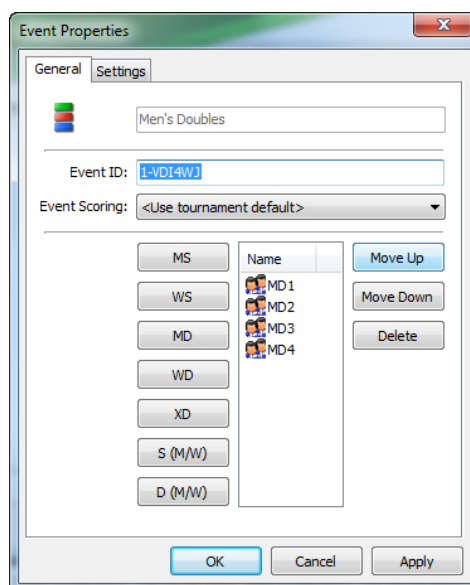 Event Properties
General Settings
Men's Doubles
Event ID: 1-VDI4WJ
Event Scoring: <Use tournament default>
MS Name Move Up
WS MD1 Move Down
MD MD2 Delete
WD MD3
XD MD4
S (M/W)
D (M/W)
OK Cancel Apply